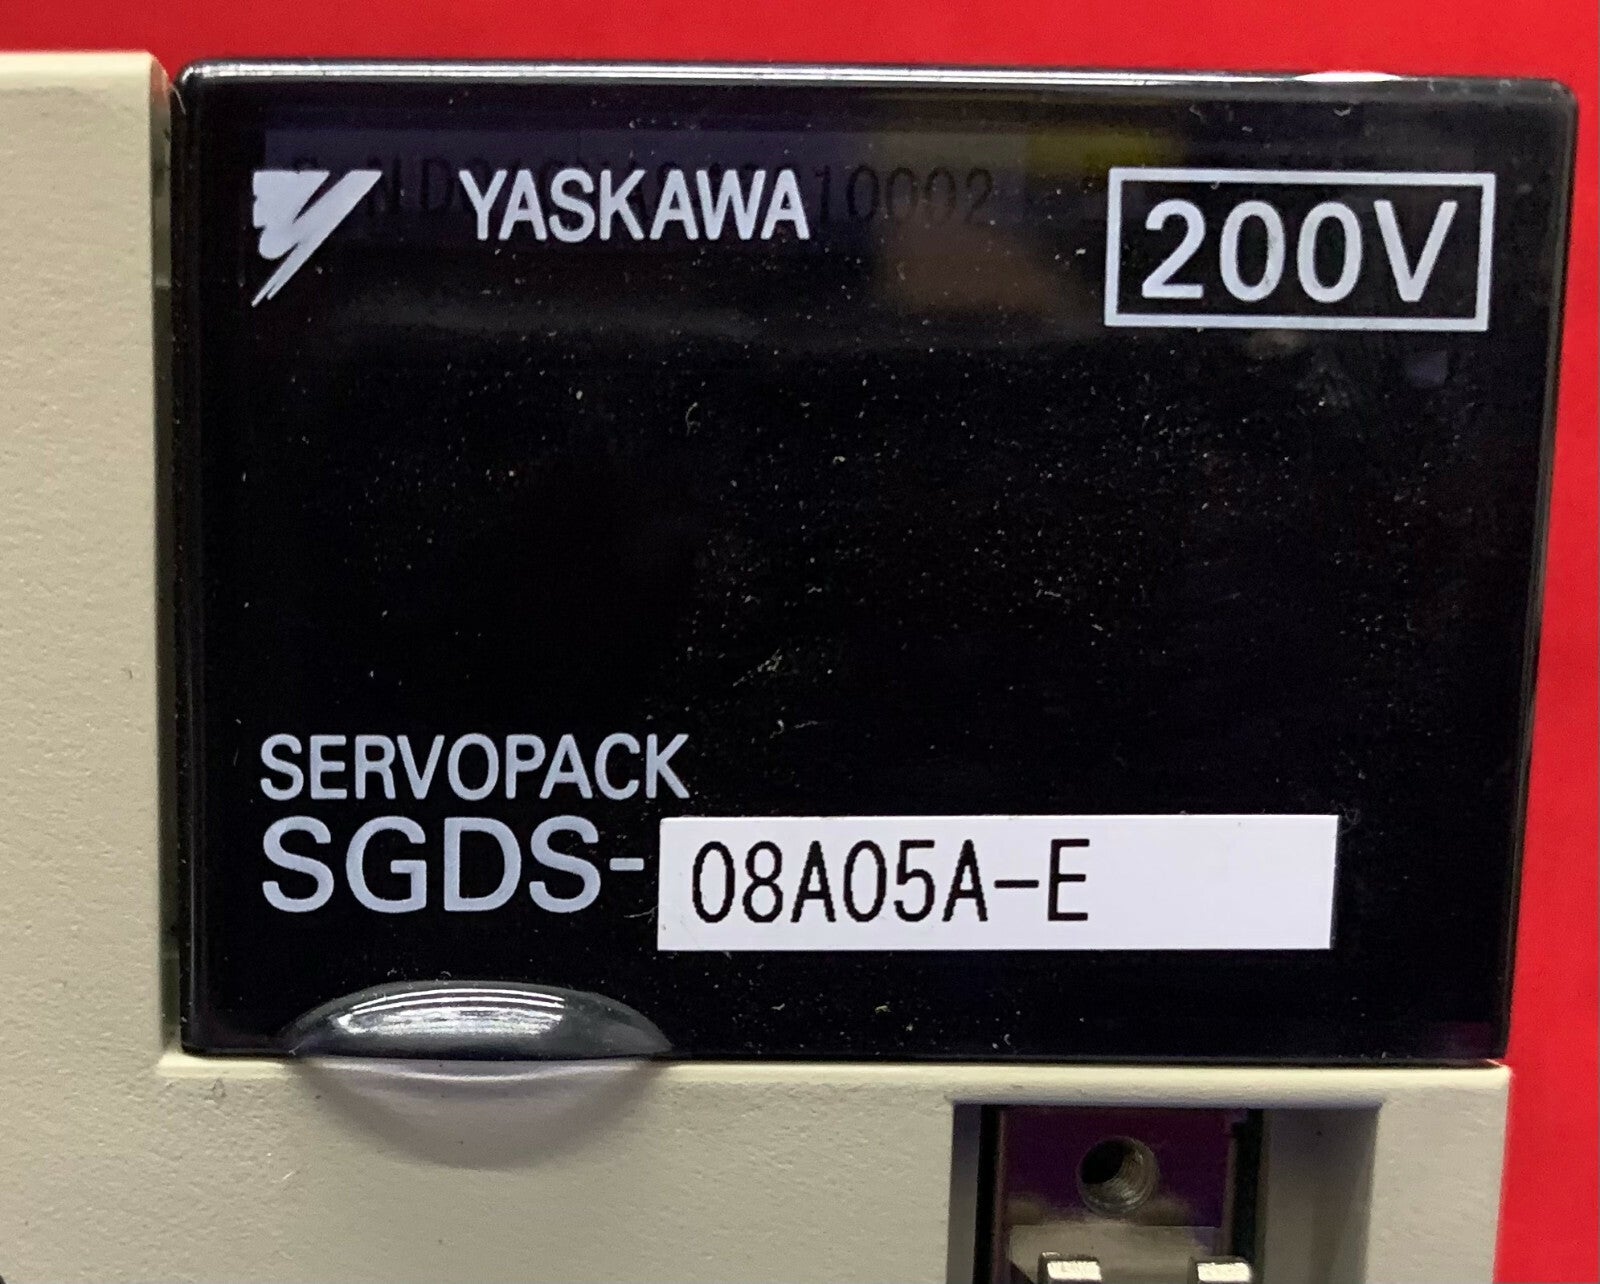 YASKAWA
200V
SERVOPACK
SGDS-08A05A-E